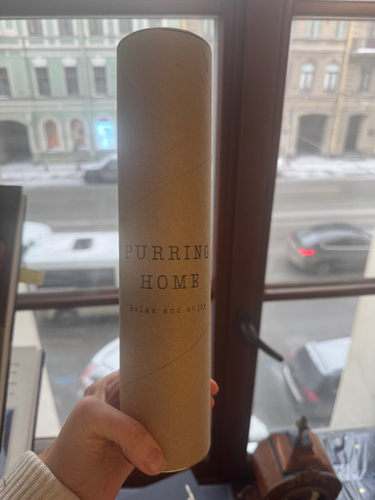 PURRING
HOME
Relax and enjoy